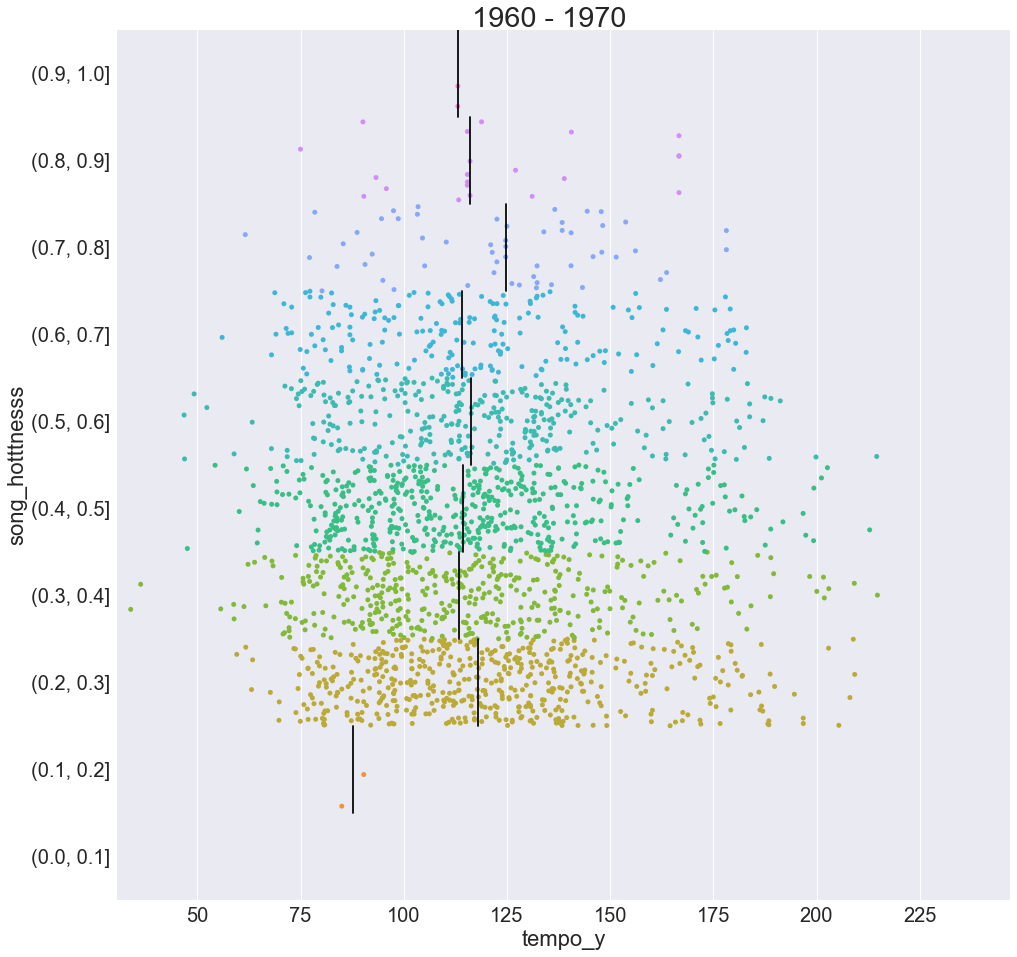 1960 - 1970
(0.9, 1.0]
(0.8, 0.9]
(0.7, 0.8]
(0.6, 0.7]
(0.5, 0.6]
(0.4, 0.5]
(0.3, 0.4]
(0.2, 0.3]
(0.1, 0.2]
(0.0, 0.1]
song_hotttnesss
50 75 100 125 150 175 200 225
tempo_y